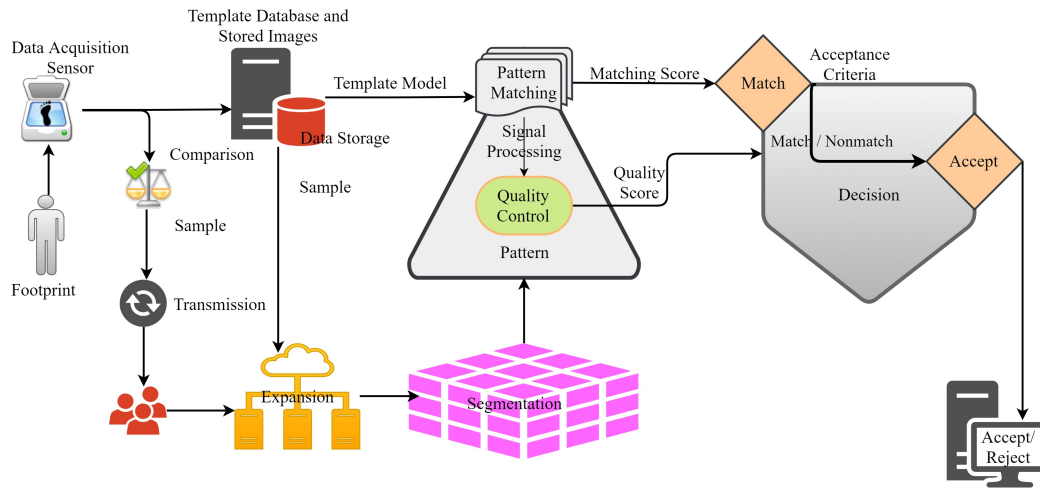 Template Database and
Stored Images
Data Acquisition
Sensor
Template Model
Pattern
Matching
Matching Score
Match
Acceptance
Criteria
Data Storage
Signal
Processing
Comparison
Match / Nonmatch
Accept
Sample
Quality
Score
Quality
Control
Decision
Sample
Pattern
Footprint
Transmission
Expansion
Segmentation
Accept/
Reject